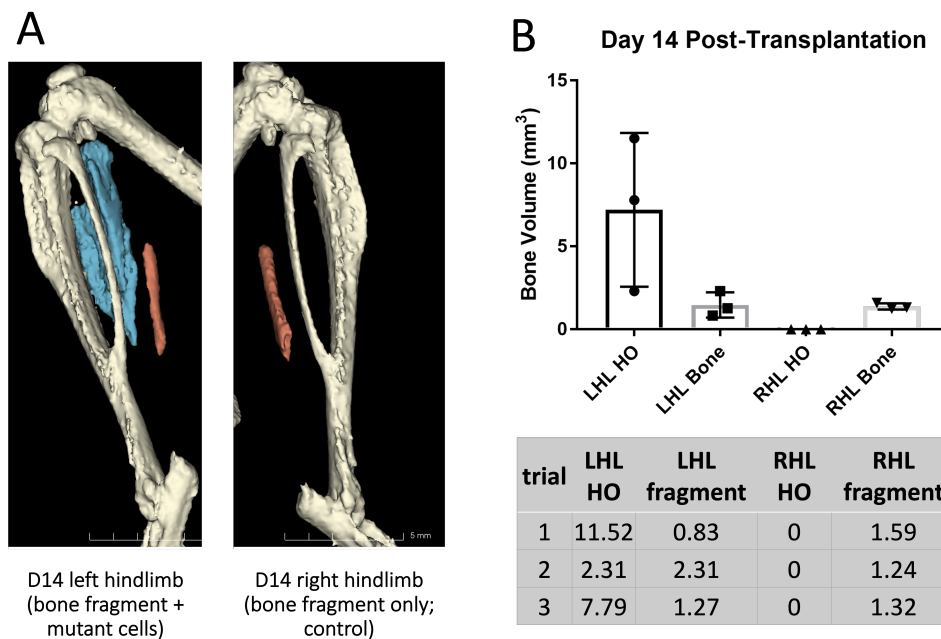 A
5 mm
D14 left hindlimb
(bone fragment +
mutant cells)
D14 right hindlimb
(bone fragment only;
control)
B
Day 14 Post-Transplantation
Bone Volume (mm³)
15
10
5
0
LHL HO
LHL Bone
RHL HO
RHL Bone
trial LHL HO LHL fragment RHL HO RHL fragment
1 11.52 0.83 0 1.59
2 2.31 2.31 0 1.24
3 7.79 1.27 0 1.32